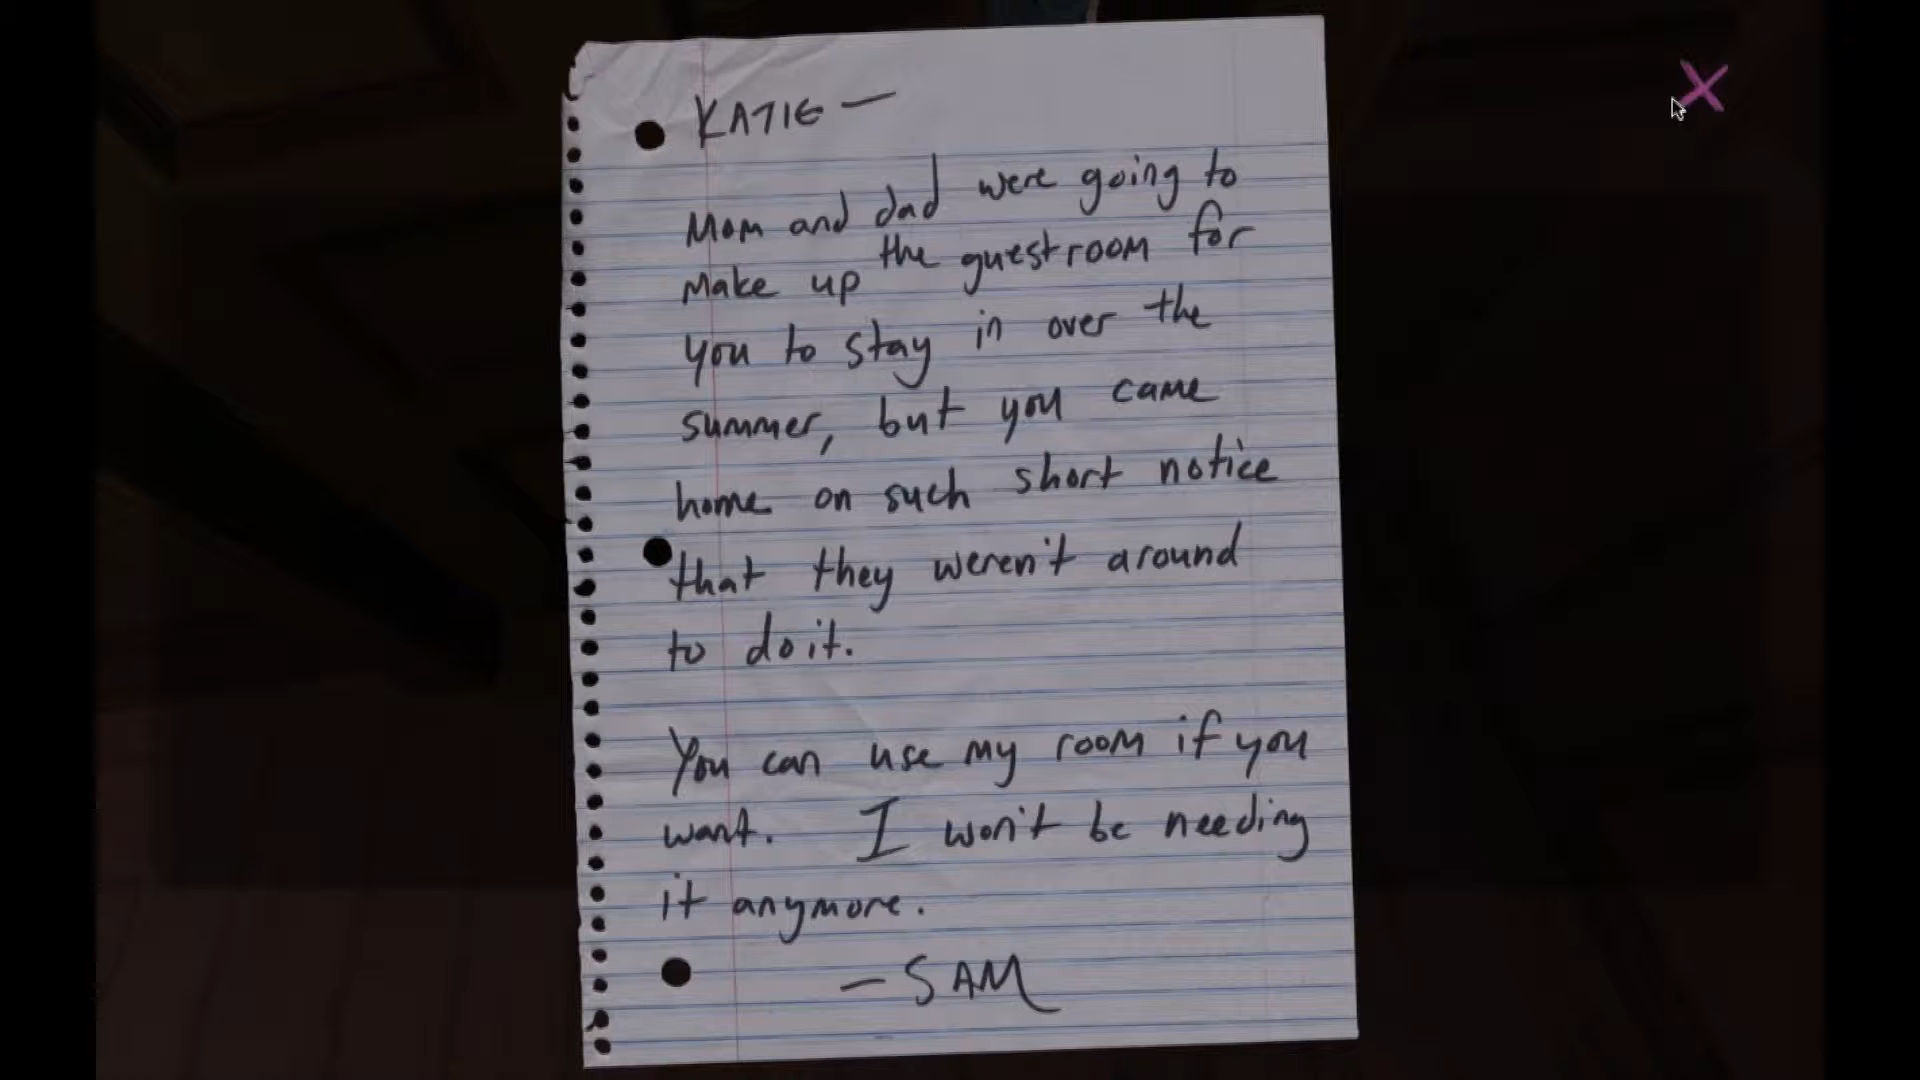 KATIE —
Mom and dad were going to
make up the guestroom for
you to stay in over the
summer, but you came
home on such short notice
that they weren't around
to do it.
You can use my room if you
want. I won't be needing
it anymore.
— SAM